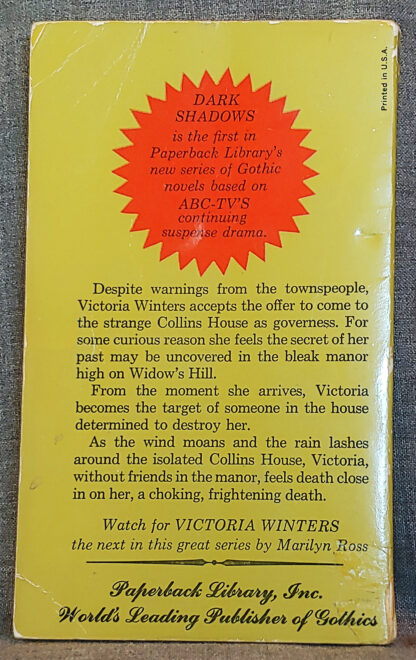 Printed in U.S.A.
DARK
SHADOWS
is the first in
Paperback Library's
new series of Gothic
novels based on
ABC-TV'S
continuing
suspense drama.
Despite warnings from the townspeople,
Victoria Winters accepts the offer to come to
the strange Collins House as governess. For
some curious reason she feels the secret of her
past may be uncovered in the bleak manor
high on Widow's Hill.
From the moment she arrives, Victoria
becomes the target of someone in the house
determined to destroy her.
As the wind moans and the rain lashes
around the isolated Collins House, Victoria,
without friends in the manor, feels death close
in on her, a choking, frightening death.
Watch for VICTORIA WINTERS
the next in this great series by Marilyn Ross
Paperback Library, Inc.
World's Leading Publisher of Gothics